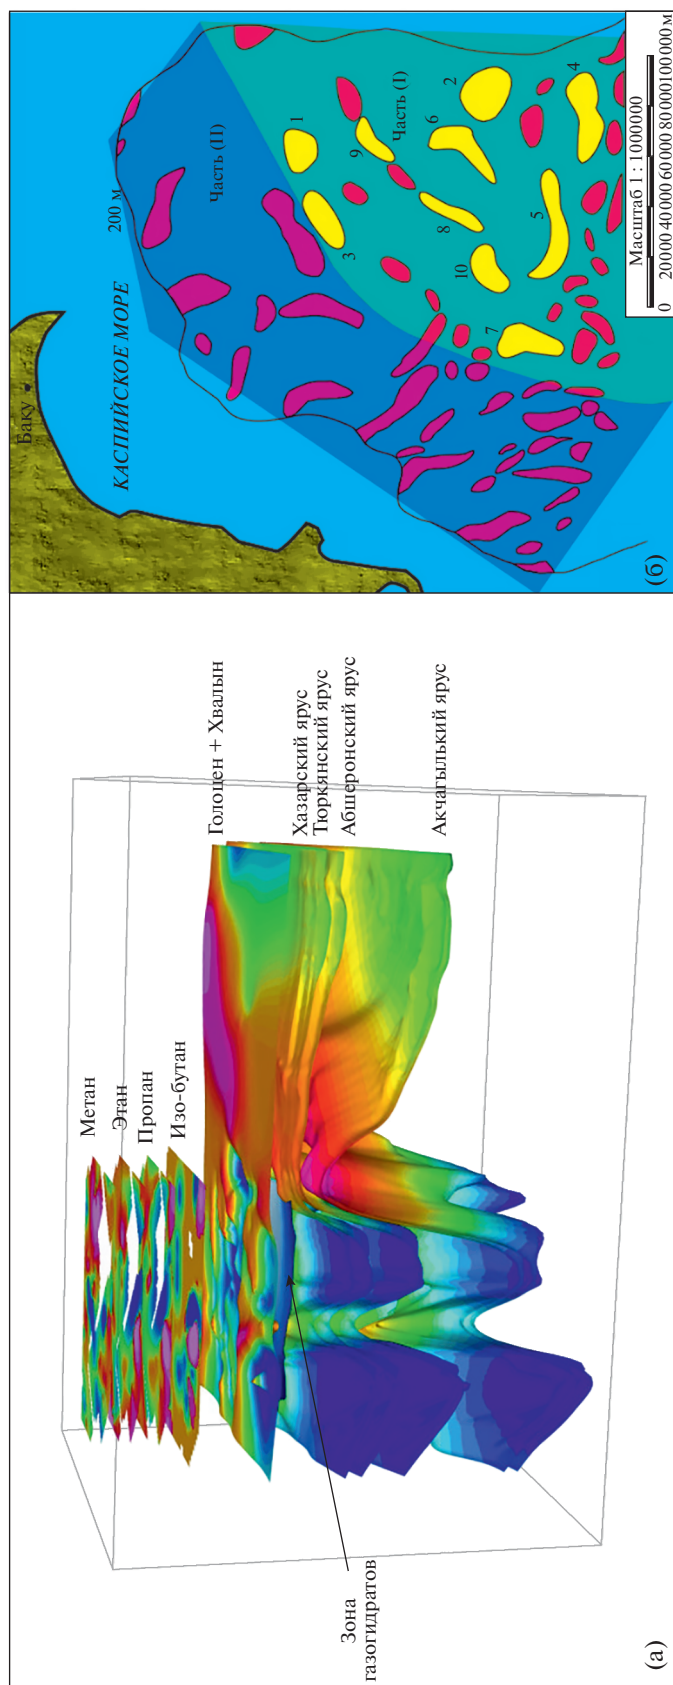 Метан
Этан
Пропан
Изо-бутан
Голоцен + Хвалын
Хазарский ярус
Тюркянский ярус
Абшеронский ярус
Акчагылький ярус
Зона
газогидратов
(а)
Баку
КАСПИЙСКОЕ МОРЕ
200 м
Часть (II)
Часть (I)
1
2
3
4
5
6
7
8
9
10
Масштаб 1 : 1000000
0 20000 40000 60000 80000 100000 м
(б)